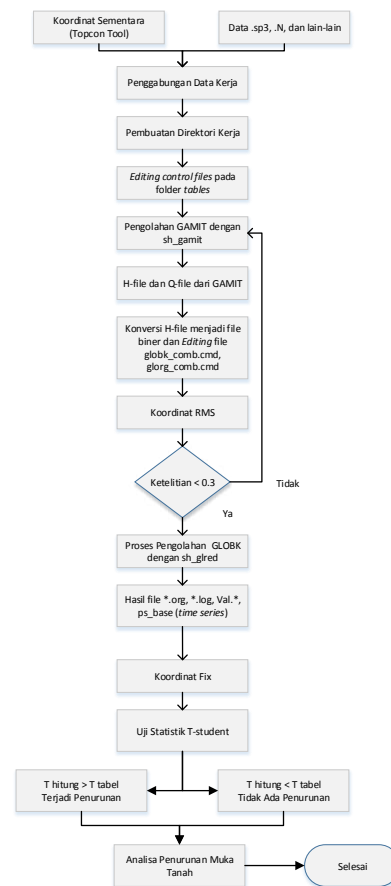 Koordinat Sementara
(Topcon Tool)
Data .sp3, .N, dan lain-lain
Penggabungan Data Kerja
Pembuatan Direktori Kerja
Editing control files pada
folder tables
Pengolahan GAMIT dengan
sh_gamit
H-file dan Q-file dari GAMIT
Konversi H-file menjadi file
biner dan Editing file
globk_comb.cmd,
glorg_comb.cmd
Koordinat RMS
Ketelitian < 0.3
Tidak
Ya
Proses Pengolahan GLOBK
dengan sh_glred
Hasil file *.org, *.log, Val.*,
ps_base (time series)
Koordinat Fix
Uji Statistik T-student
T hitung > T tabel
Terjadi Penurunan
T hitung < T tabel
Tidak Ada Penurunan
Analisa Penurunan Muka
Tanah
Selesai